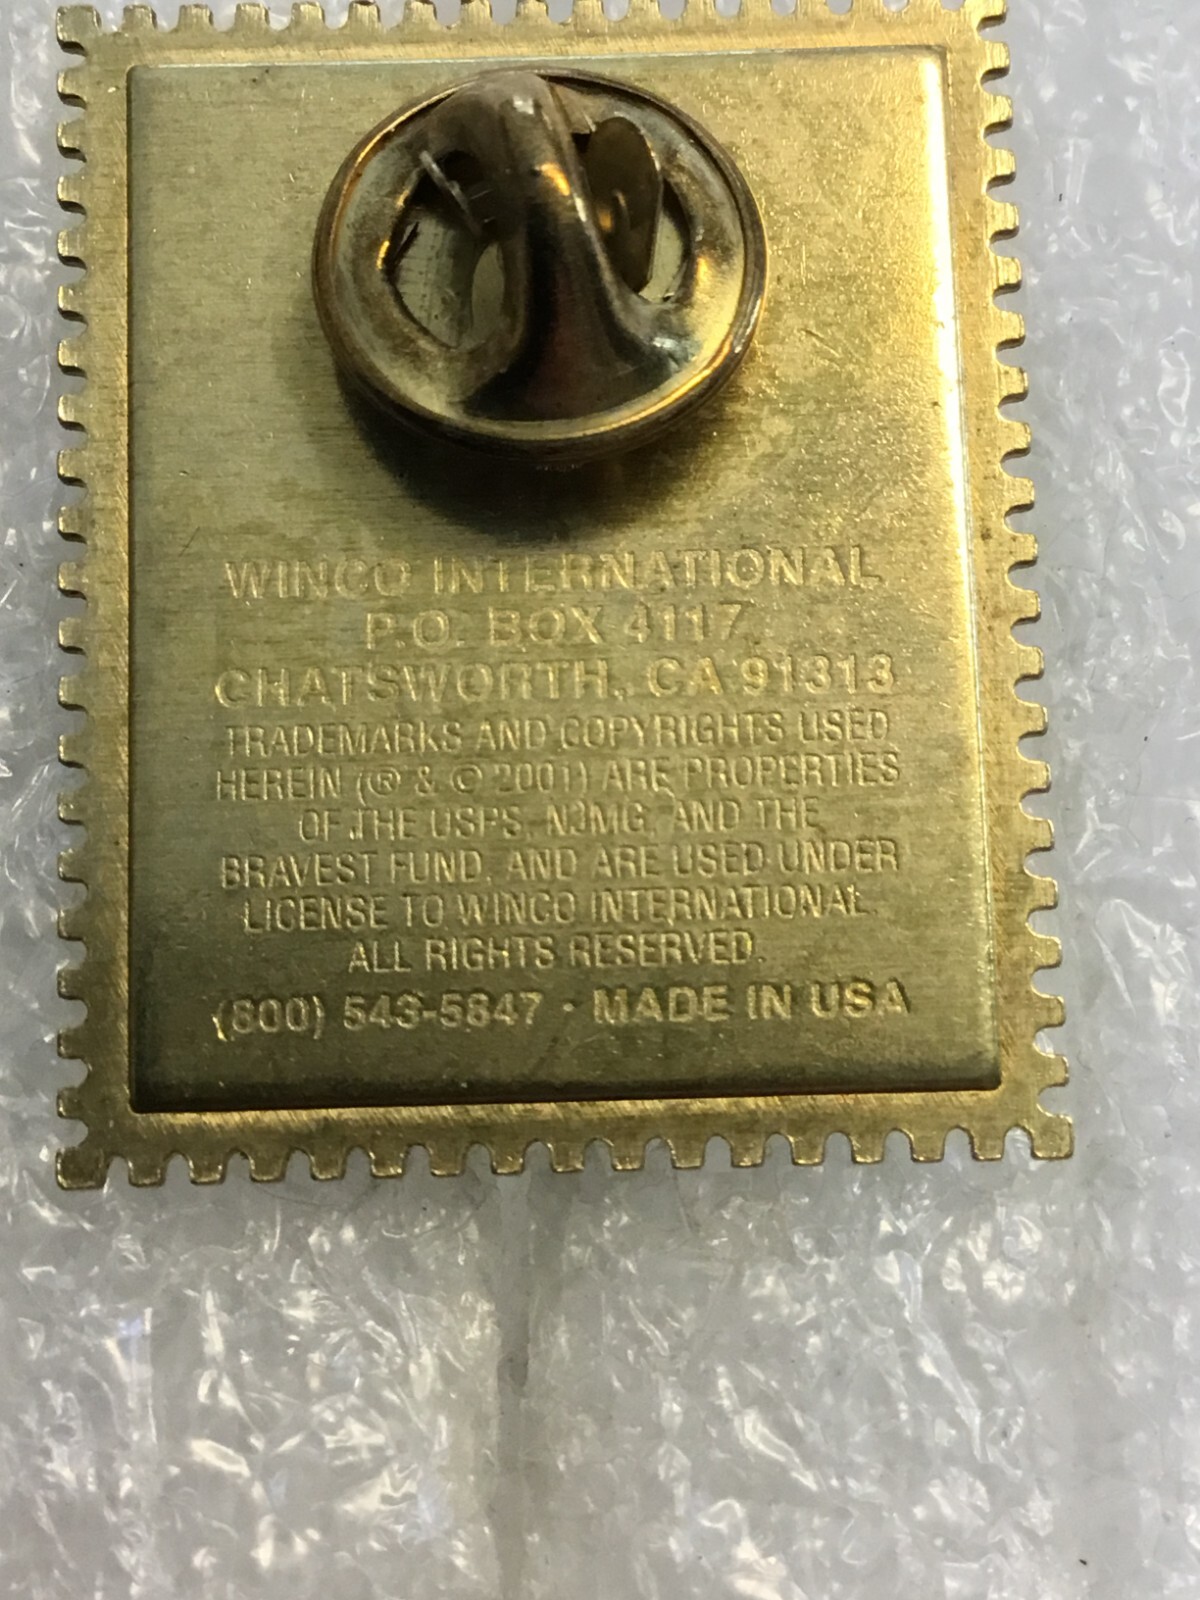 WINCO INTERNATIONAL
P.O. BOX 4117
CHATSWORTH, CA 91313
TRADEMARKS AND COPYRIGHTS USED
HEREIN (® & © 2001) ARE PROPERTIES
OF THE USPS, NJMG, AND THE
BRAVEST FUND, AND ARE USED UNDER
LICENSE TO WINCO INTERNATIONAL.
ALL RIGHTS RESERVED.
(800) 543-5847 · MADE IN USA